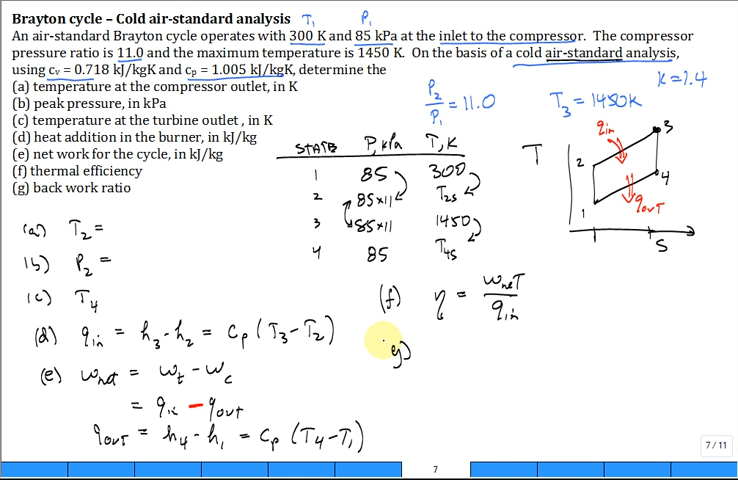 Brayton cycle – Cold air-standard analysis T₁ P₁
An air-standard Brayton cycle operates with 300 K and 85 kPa at the inlet to the compressor. The compressor
pressure ratio is 11.0 and the maximum temperature is 1450 K. On the basis of a cold air-standard analysis,
using cv = 0.718 kJ/kgK and cp = 1.005 kJ/kgK, determine the
(a) temperature at the compressor outlet, in K
(b) peak pressure, in kPa
(c) temperature at the turbine outlet , in K
(d) heat addition in the burner, in kJ/kg
(e) net work for the cycle, in kJ/kg
(f) thermal efficiency
(g) back work ratio
K=1.4
P₂/P₁ = 11.0 T₃ = 1450K
STATE P, kPa T, K
1 85 300
2 85×11 T2s
3 85×11 1450
4 85 T4s
T
qin
3
2
4
qout
1
S
(a) T₂ =
(b) P₂ =
(c) T₄
(d) qin = h₃-h₂ = cp (T₃-T₂)
(e) wnet = wt - wc
= qin - qout
qout = h₄-h₁ = cp (T₄-T₁)
(f) η = wnet/qin
g)
7/11
7